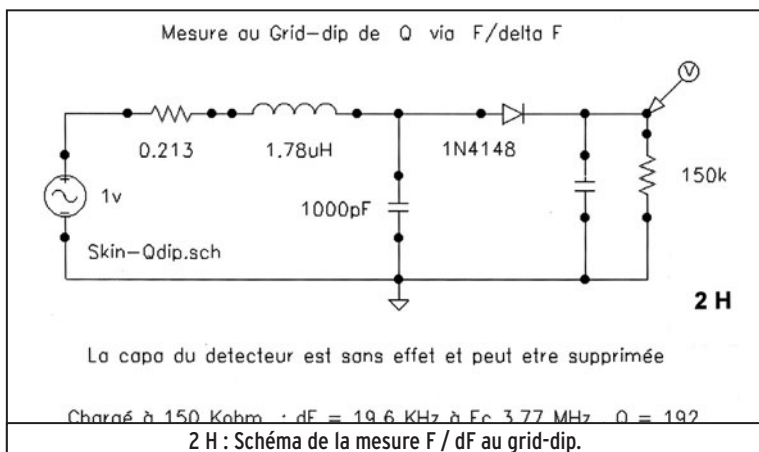 Mesure au Grid-dip de Q via F/delta F
V
0.213
1.78uH
1N4148
150k
1v
1000pF
Skin-Qdip.sch
2 H
La capa du detecteur est sans effet et peut etre supprimée
Chargé à 150 Kohm : dF = 19.6 KHz à Fc 3.77 MHz Q = 192
2 H : Schéma de la mesure F / dF au grid-dip.